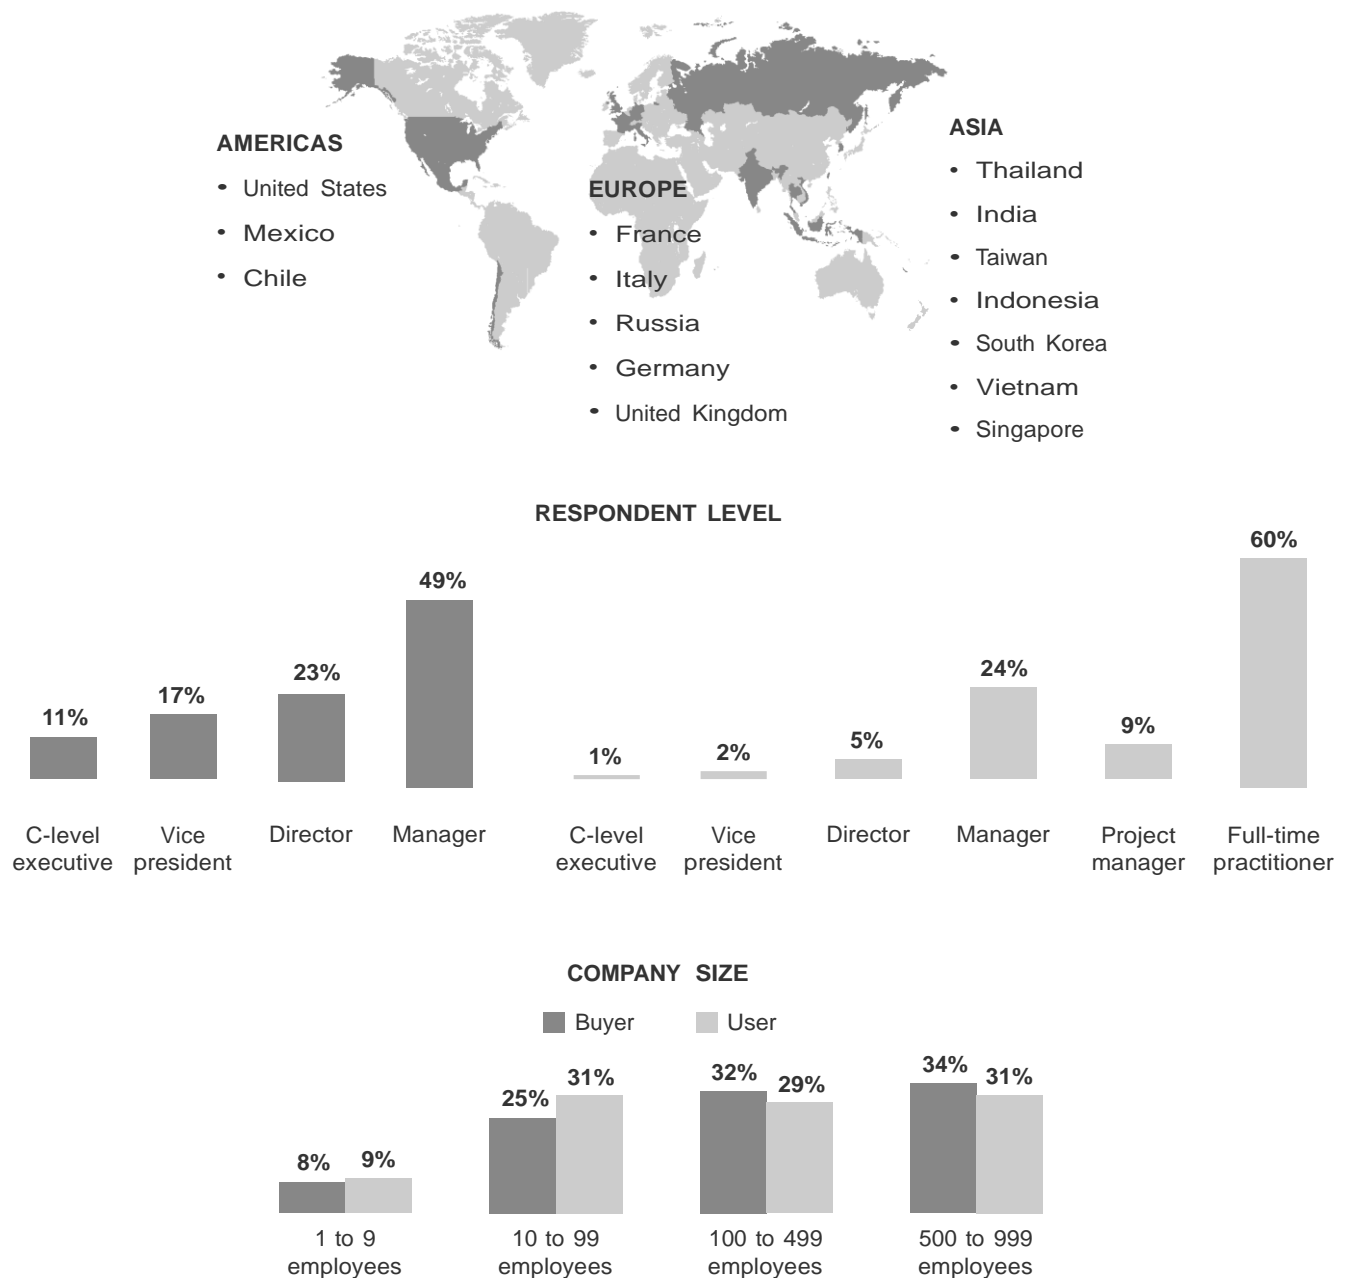 AMERICAS
• United States
• Mexico
• Chile
EUROPE
• France
• Italy
• Russia
• Germany
• United Kingdom
ASIA
• Thailand
• India
• Taiwan
• Indonesia
• South Korea
• Vietnam
• Singapore
RESPONDENT LEVEL
11%
17%
23%
49%
C-level
executive
Vice
president
Director
Manager
1%
2%
5%
24%
9%
60%
C-level
executive
Vice
president
Director
Manager
Project
manager
Full-time
practitioner
COMPANY SIZE
Buyer
User
8% 9%
25% 31%
32% 29%
34% 31%
1 to 9
employees
10 to 99
employees
100 to 499
employees
500 to 999
employees